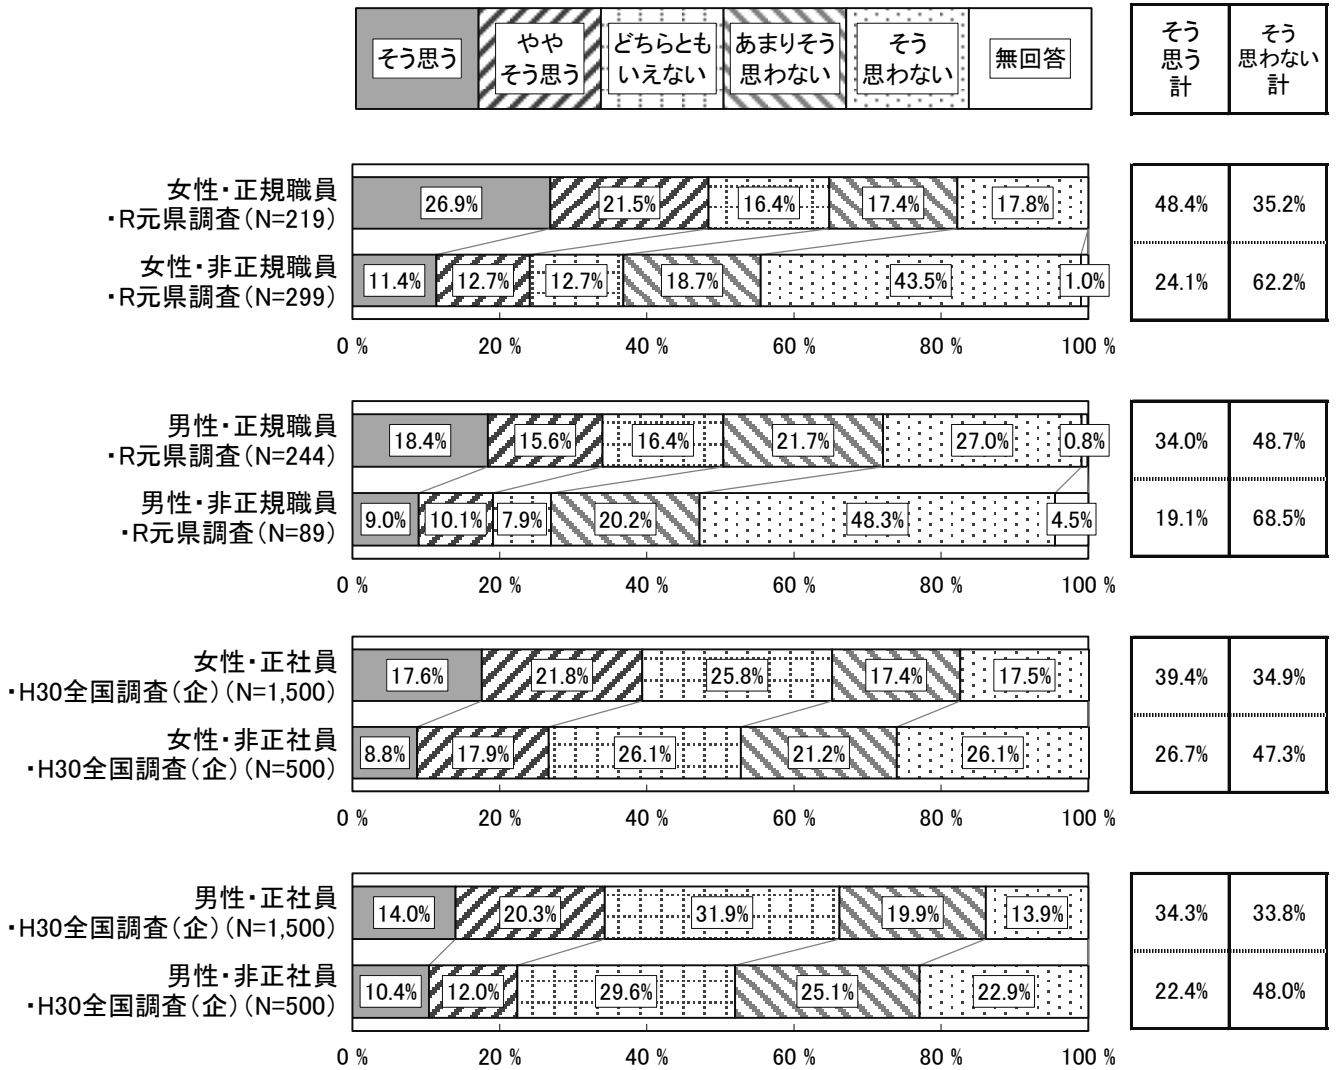 そう思う
やや
そう思う
どちらとも
いえない
あまりそう
思わない
そう
思わない
無回答
そう
思う
計
そう
思わない
計
女性・正規職員
・R元県調査(N=219)
26.9% 21.5% 16.4% 17.4% 17.8% 48.4% 35.2%
女性・非正規職員
・R元県調査(N=299)
11.4% 12.7% 12.7% 18.7% 43.5% 1.0% 24.1% 62.2%
0 % 20 % 40 % 60 % 80 % 100 %
男性・正規職員
・R元県調査(N=244)
18.4% 15.6% 16.4% 21.7% 27.0% 0.8% 34.0% 48.7%
男性・非正規職員
・R元県調査(N=89)
9.0% 10.1% 7.9% 20.2% 48.3% 4.5% 19.1% 68.5%
0 % 20 % 40 % 60 % 80 % 100 %
女性・正社員
・H30全国調査(企)(N=1,500)
17.6% 21.8% 25.8% 17.4% 17.5% 39.4% 34.9%
女性・非正社員
・H30全国調査(企)(N=500)
8.8% 17.9% 26.1% 21.2% 26.1% 26.7% 47.3%
0 % 20 % 40 % 60 % 80 % 100 %
男性・正社員
・H30全国調査(企)(N=1,500)
14.0% 20.3% 31.9% 19.9% 13.9% 34.3% 33.8%
男性・非正社員
・H30全国調査(企)(N=500)
10.4% 12.0% 29.6% 25.1% 22.9% 22.4% 48.0%
0 % 20 % 40 % 60 % 80 % 100 %